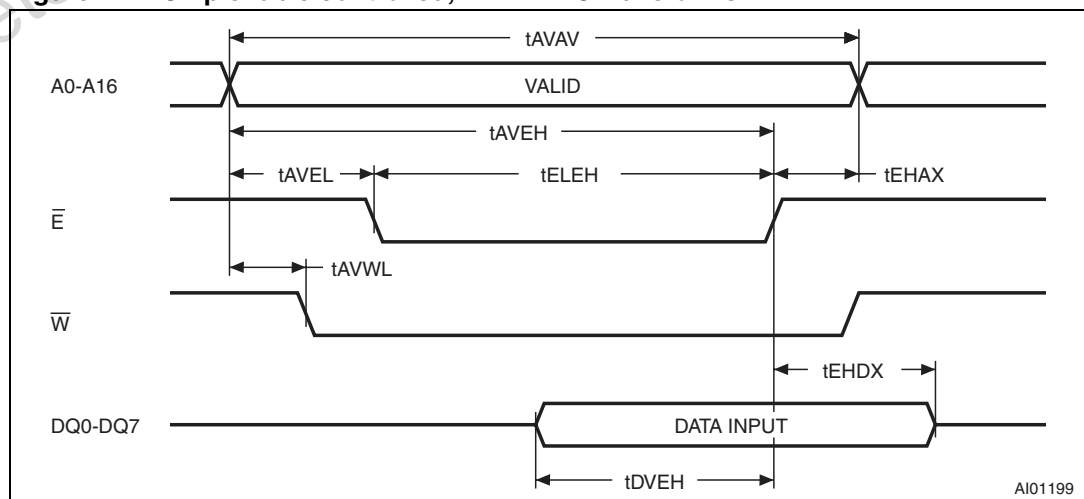 tAVAV
A0-A16
VALID
tAVEH
tAVEL
tELEH
tEHAX
E̅
tAVWL
W̅
tEHDX
DQ0-DQ7
DATA INPUT
tDVEH
AI01199